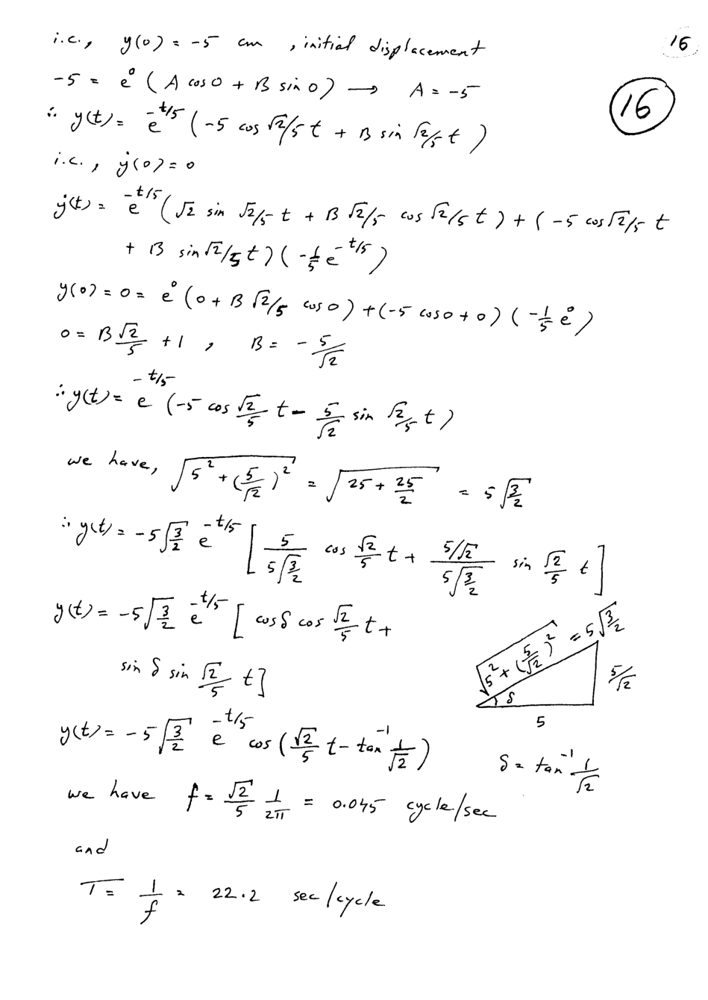 i.c., y(0) = -5 cm , initial displacement
16
-5 = e⁰ ( A cos 0 + B sin 0 ) → A = -5
16
∴ y(t) = e^{-t/5} ( -5 cos √2/5 t + B sin √2/5 t )
i.c., ẏ(0) = 0
ẏ(t) = e^{-t/5} ( √2 sin √2/5 t + B √2/5 cos √2/5 t ) + ( -5 cos √2/5 t
+ B sin √2/5 t ) ( -1/5 e^{-t/5} )
y(0) = 0 = e⁰ ( 0 + B √2/5 cos 0 ) + ( -5 cos 0 + 0 ) ( -1/5 e⁰ )
0 = B √2/5 + 1 , B = - 5/√2
∴ y(t) = e^{-t/5} ( -5 cos √2/5 t - 5/√2 sin √2/5 t )
we have, √(5² + (5/√2)²) = √(25 + 25/2) = 5 √(3/2)
∴ y(t) = -5 √(3/2) e^{-t/5} [ 5/(5√(3/2)) cos √2/5 t + (5/√2)/(5√(3/2)) sin √2/5 t ]
y(t) = -5 √(3/2) e^{-t/5} [ cos δ cos √2/5 t +
sin δ sin √2/5 t ]
√(5² + (5/√2)²) = 5 √(3/2)
5/√2
δ
5
y(t) = -5 √(3/2) e^{-t/5} cos ( √2/5 t - tan⁻¹ 1/√2 )
δ = tan⁻¹ 1/√2
we have f = √2/5 1/2π = 0.045 cycle/sec
and
T = 1/f = 22.2 sec/cycle